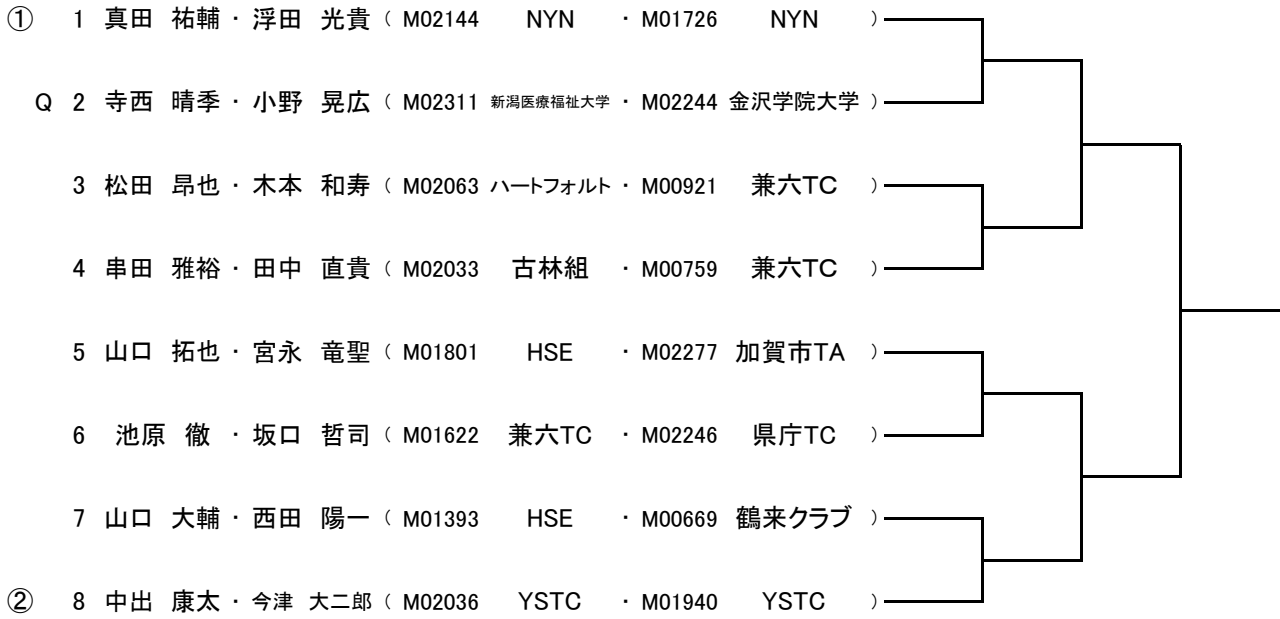 ① 1 真田 祐輔 ・ 浮田 光貴 （ M02144 NYN ・ M01726 NYN ）
Q 2 寺西 晴季 ・ 小野 晃広 （ M02311 新潟医療福祉大学 ・ M02244 金沢学院大学 ）
3 松田 昂也 ・ 木本 和寿 （ M02063 ハートフォルト ・ M00921 兼六TC ）
4 串田 雅裕 ・ 田中 直貴 （ M02033 古林組 ・ M00759 兼六TC ）
5 山口 拓也 ・ 宮永 竜聖 （ M01801 HSE ・ M02277 加賀市TA ）
6 池原 徹 ・ 坂口 哲司 （ M01622 兼六TC ・ M02246 県庁TC ）
7 山口 大輔 ・ 西田 陽一 （ M01393 HSE ・ M00669 鶴来クラブ ）
② 8 中出 康太 ・ 今津 大二郎 （ M02036 YSTC ・ M01940 YSTC ）